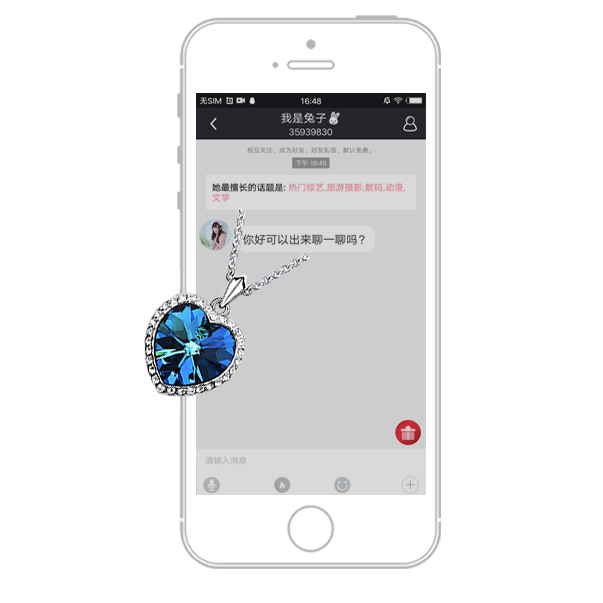 无SIM
16:48
我是兔子🐰
35939830
相互关注，成为好友；好友私信，默认免费。
下午 16:45
她最擅长的话题是: 热门综艺,旅游摄影,数码,动漫,
文学
你好可以出来聊一聊吗？
请输入消息